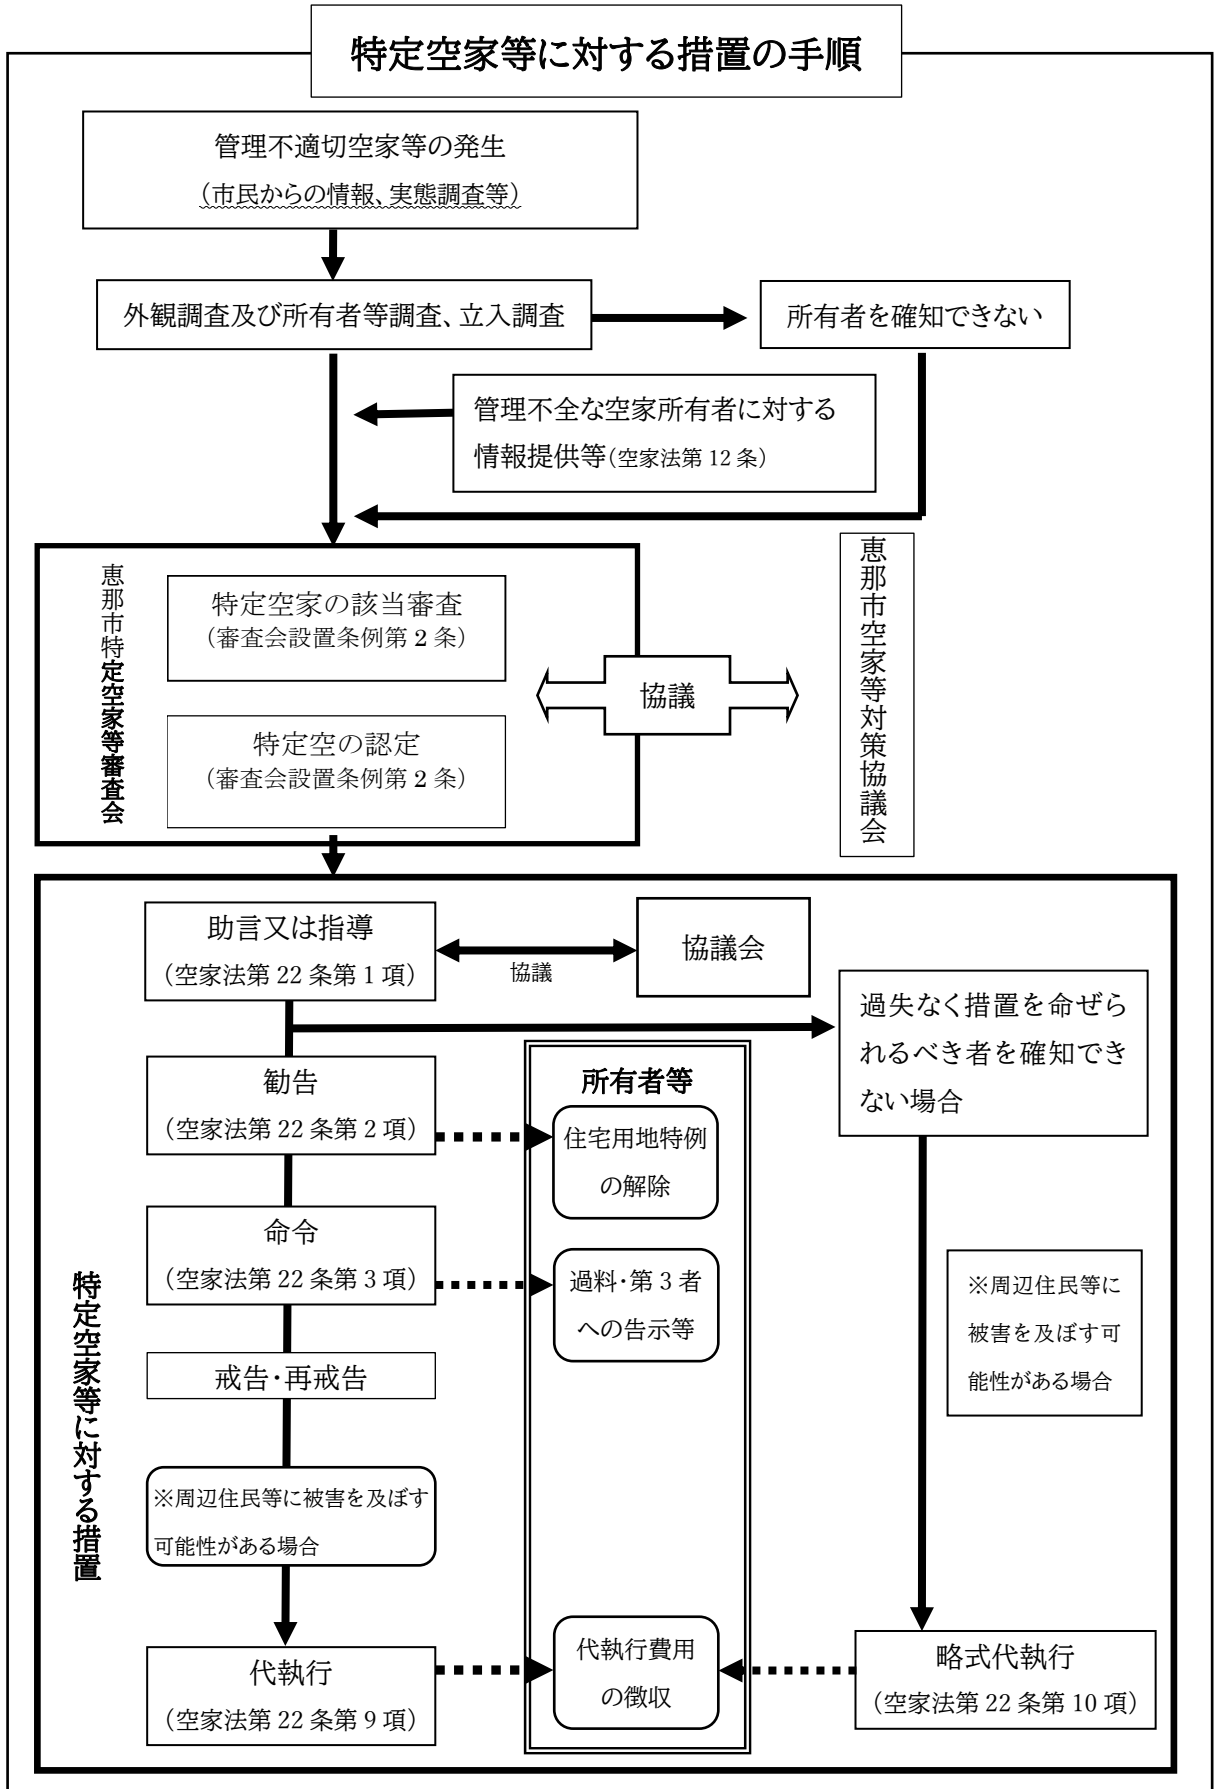 特定空家等に対する措置の手順
管理不適切空家等の発生
（市民からの情報、実態調査等）
外観調査及び所有者等調査、立入調査
所有者を確知できない
管理不全な空家所有者に対する
情報提供等（空家法第 12 条）
恵那市特定空家等審査会
特定空家の該当審査
（審査会設置条例第 2 条）
協議
特定空の認定
（審査会設置条例第 2 条）
恵那市空家等対策協議会
特定空家等に対する措置
助言又は指導
（空家法第 22 条第 1 項）
協議
協議会
過失なく措置を命ぜら
れるべき者を確知でき
ない場合
勧告
（空家法第 22 条第 2 項）
所有者等
住宅用地特例
の解除
命令
（空家法第 22 条第 3 項）
過料・第 3 者
への告示等
※周辺住民等に
被害を及ぼす可
能性がある場合
戒告・再戒告
※周辺住民等に被害を及ぼす
可能性がある場合
代執行
（空家法第 22 条第 9 項）
代執行費用
の徴収
略式代執行
（空家法第 22 条第 10 項）